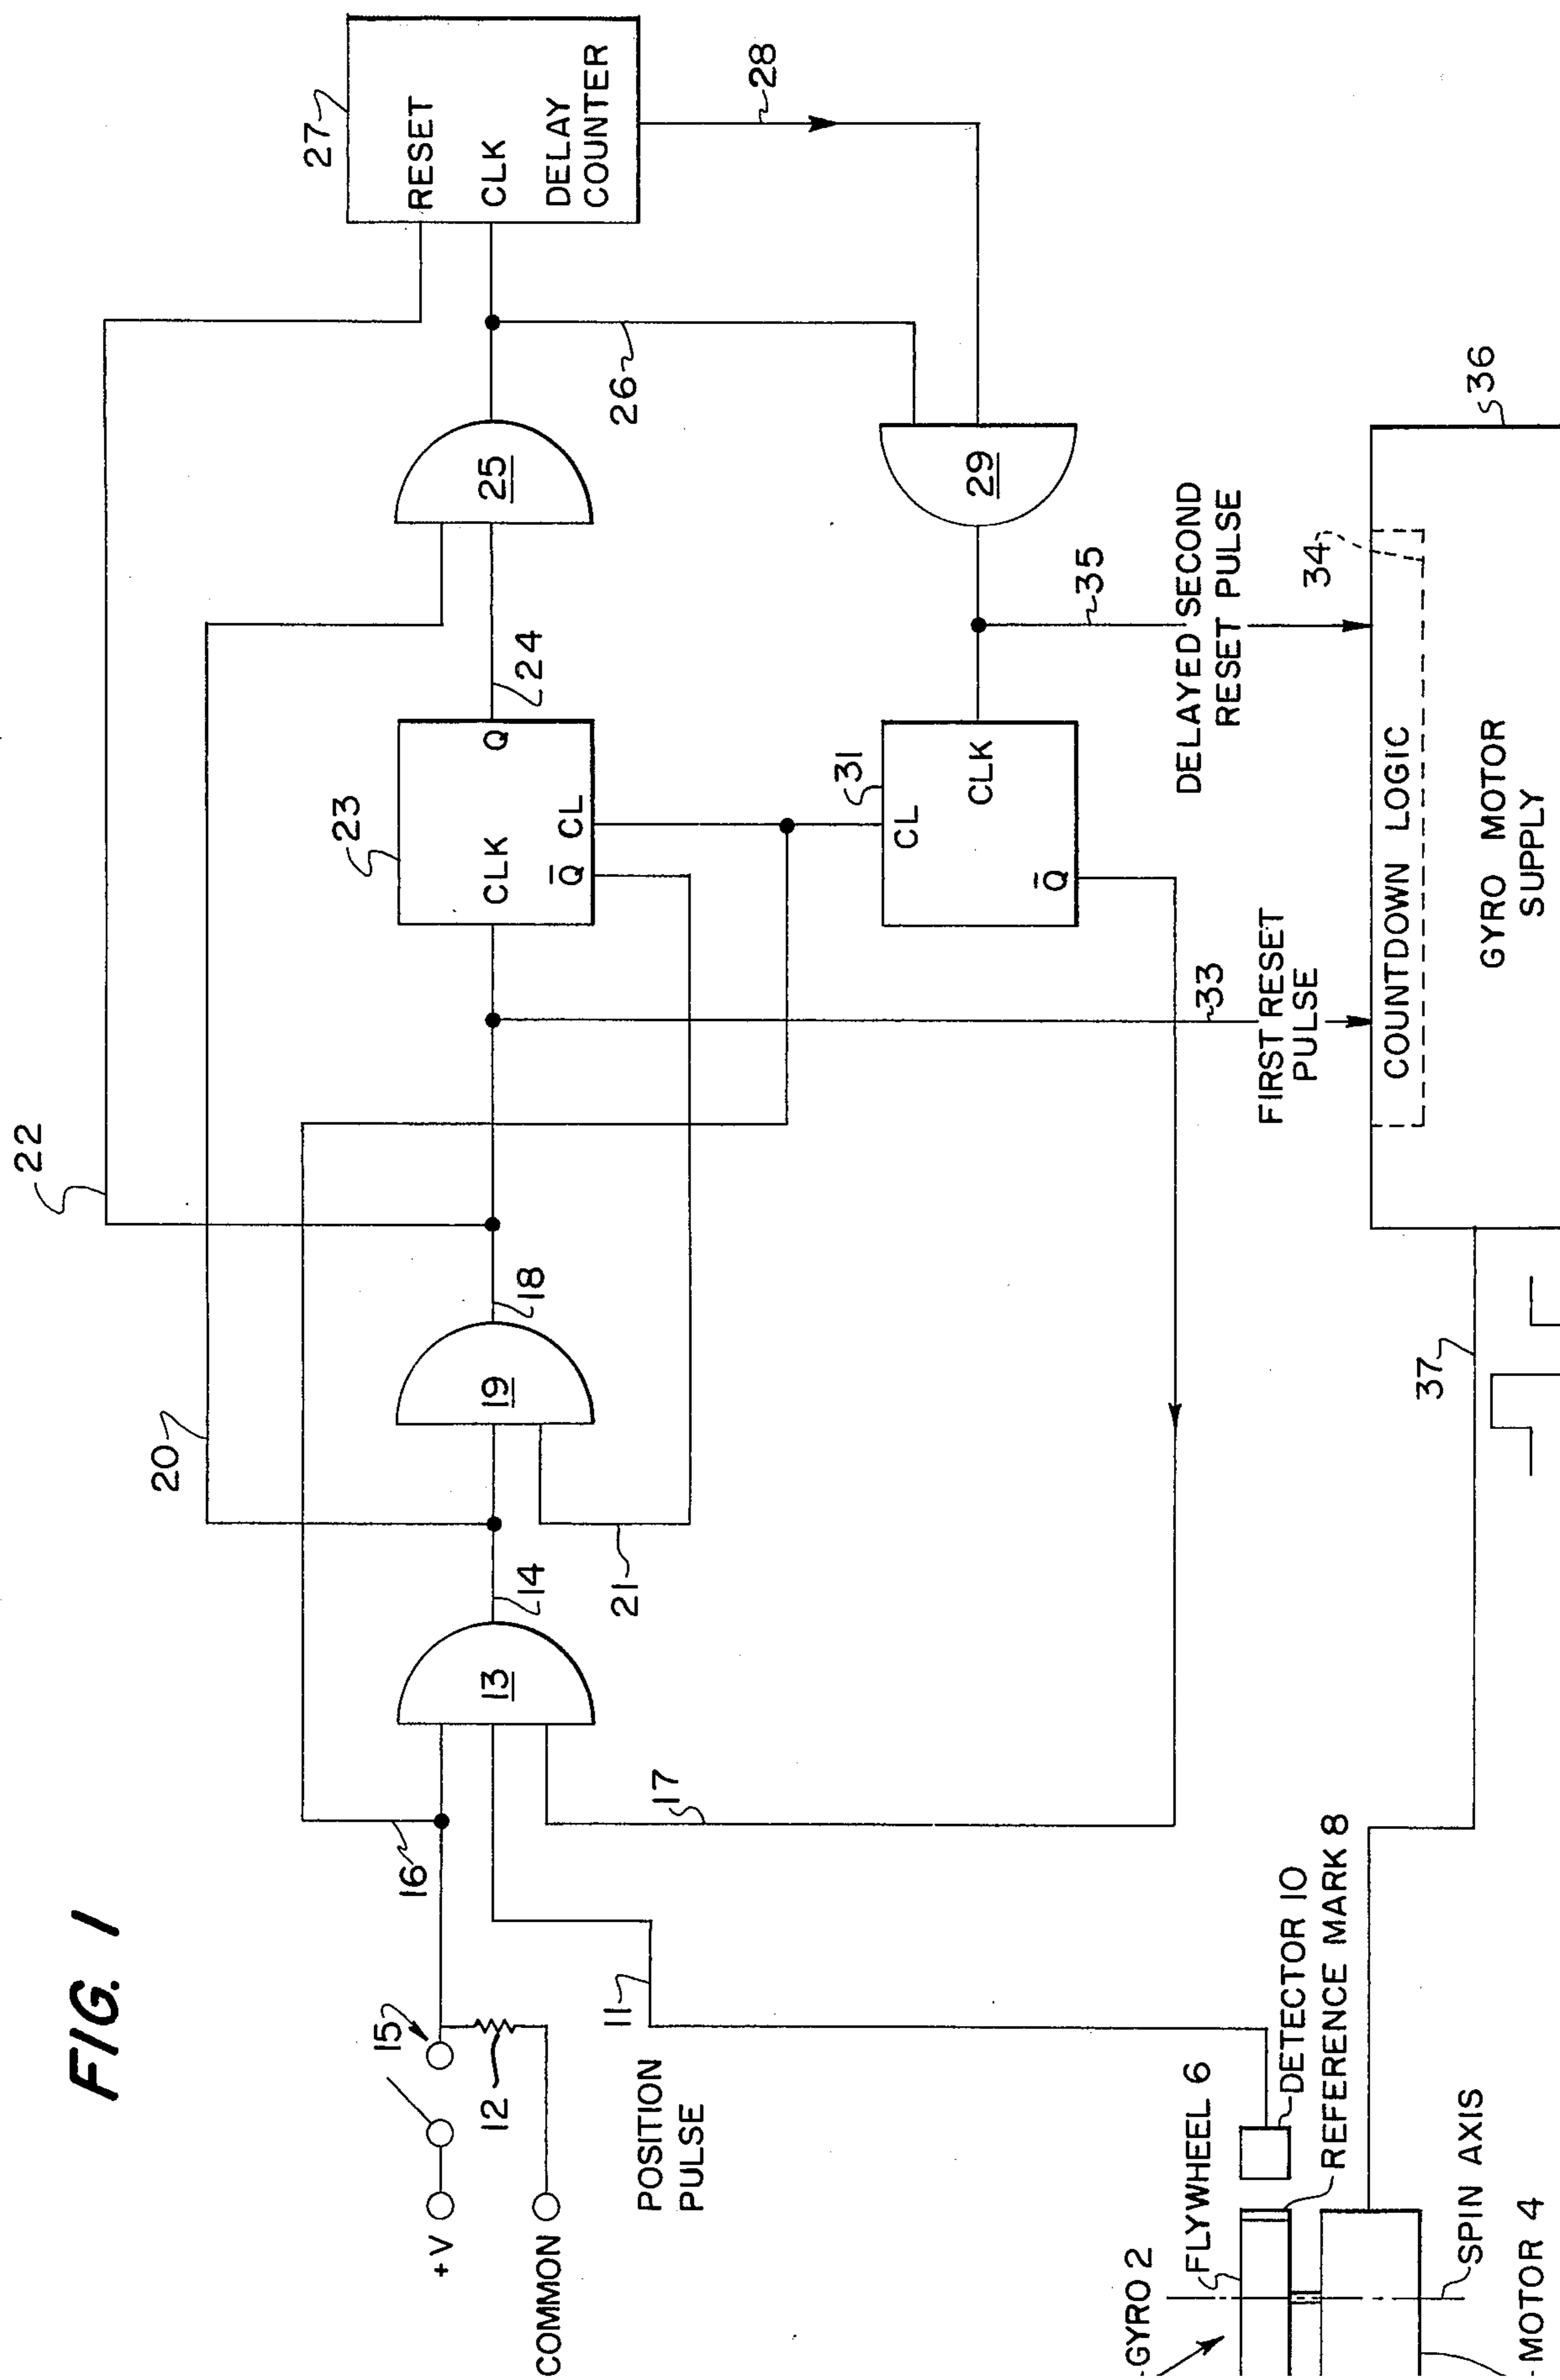 FIG. 1
22
20
27
RESET
CLK
DELAY
COUNTER
28
16
15
+V
12
COMMON
13
14
19
18
21
23
CLK
Q
Q̅
CL
24
25
26
11
POSITION
PULSE
17
31
CL
CLK
Q̅
29
33
FIRST RESET
PULSE
35
DELAYED SECOND
RESET PULSE
34
COUNTDOWN LOGIC
GYRO MOTOR
SUPPLY
36
37
GYRO 2
FLYWHEEL 6
DETECTOR 10
REFERENCE MARK 8
SPIN AXIS
MOTOR 4